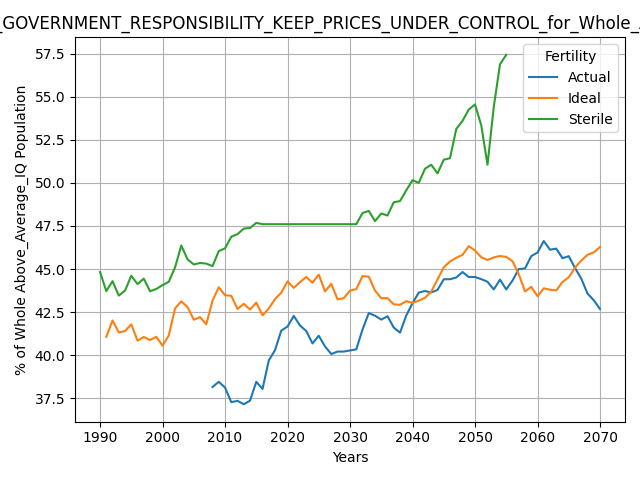 _GOVERNMENT_RESPONSIBILITY_KEEP_PRICES_UNDER_CONTROL_for_Whole_
Fertility
Actual
Ideal
Sterile
% of Whole Above_Average_IQ Population
57.5
55.0
52.5
50.0
47.5
45.0
42.5
40.0
37.5
1990 2000 2010 2020 2030 2040 2050 2060 2070
Years